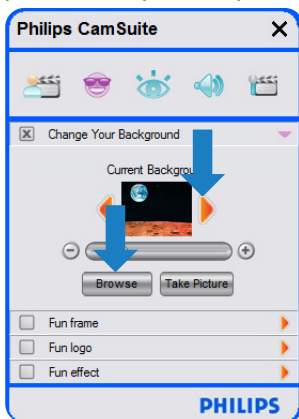 Philips CamSuite
Change Your Background
Current Backgrou
Browse Take Picture
Fun frame
Fun logo
Fun effect
PHILIPS